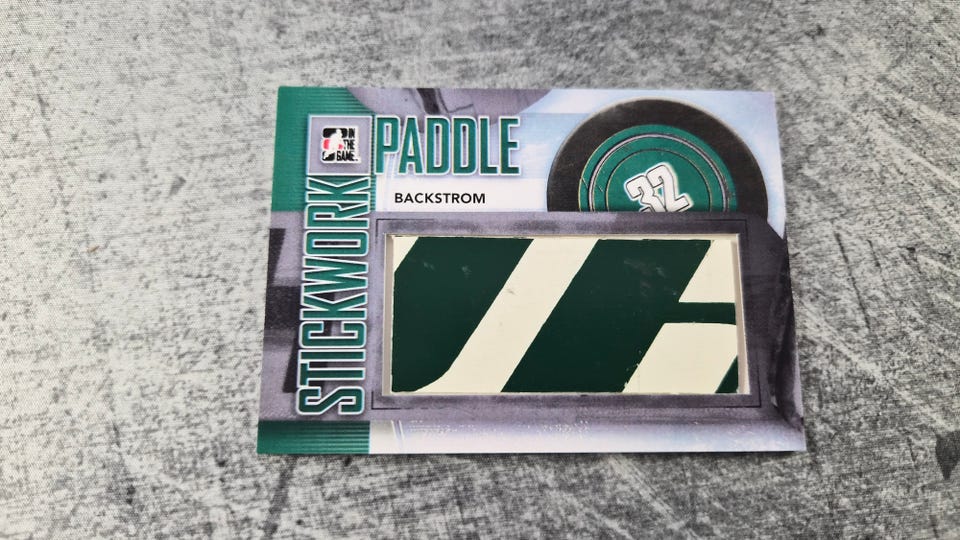 STICKWORK
IN
THE
GAME
PADDLE
BACKSTROM
32